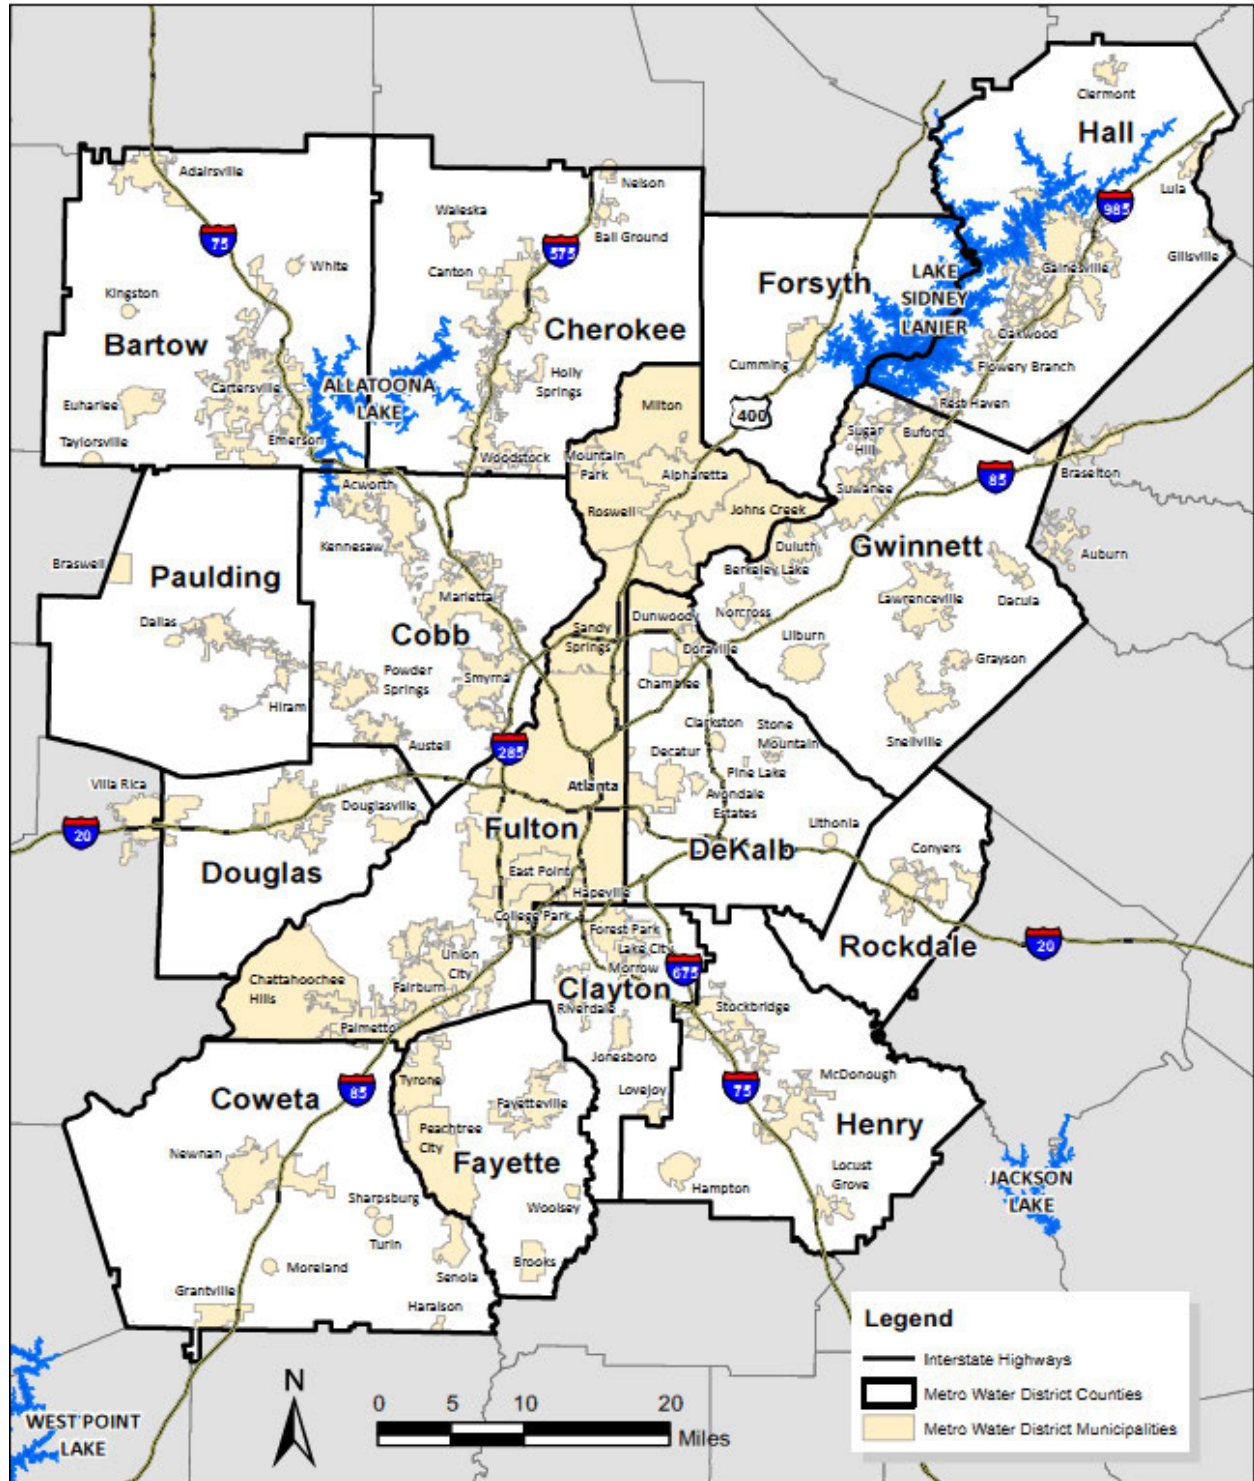 Clermont
Hall
Adairsville
Nelson
Lula
Waleska
985
Ball Ground
75
575
Gillsville
White
Canton
Gainesville
LAKE
SIDNEY
LANIER
Forsyth
Kingston
Cherokee
Oakwood
Bartow
Cumming
Flowery Branch
Holly
Springs
ALLATOONA
LAKE
Cartersville
Euharlee
Milton
400
Rest Haven
Emerson
Taylorsville
Sugar
Hill
Buford
Woodstock
Mountain
Park
Alpharetta
Braselton
85
Acworth
Suwanee
Roswell
Johns Creek
Kennesaw
Duluth
Gwinnett
Auburn
Braswell
Paulding
Berkeley Lake
Marietta
Lawrenceville
Dacula
Dallas
Cobb
Sandy
Springs
Dunwoody
Norcross
Lilburn
Doraville
Grayson
Powder
Springs
Smyrna
Chamblee
Hiram
Clarkston
Stone
Mountain
Austell
285
Decatur
Snellville
Pine Lake
Villa Rica
Atlanta
Avondale
Estates
Douglasville
20
Fulton
Lithonia
DeKalb
Conyers
Douglas
East Point
Hapeville
College Park
Forest Park
Lake City
Rockdale
20
Union
City
Chattahoochee
Hills
Fairburn
Morrow
675
Clayton
Riverdale
Stockbridge
Palmetto
Jonesboro
Tyrone
McDonough
Coweta
85
Lovejoy
75
Fayetteville
Peachtree
City
Henry
Newnan
Fayette
Locust
Grove
Hampton
JACKSON
LAKE
Sharpsburg
Woolsey
Turin
Moreland
Brooks
Senoia
Grantville
Haralson
Legend
Interstate Highways
Metro Water District Counties
Metro Water District Municipalities
N
0 5 10 20
Miles
WEST POINT
LAKE